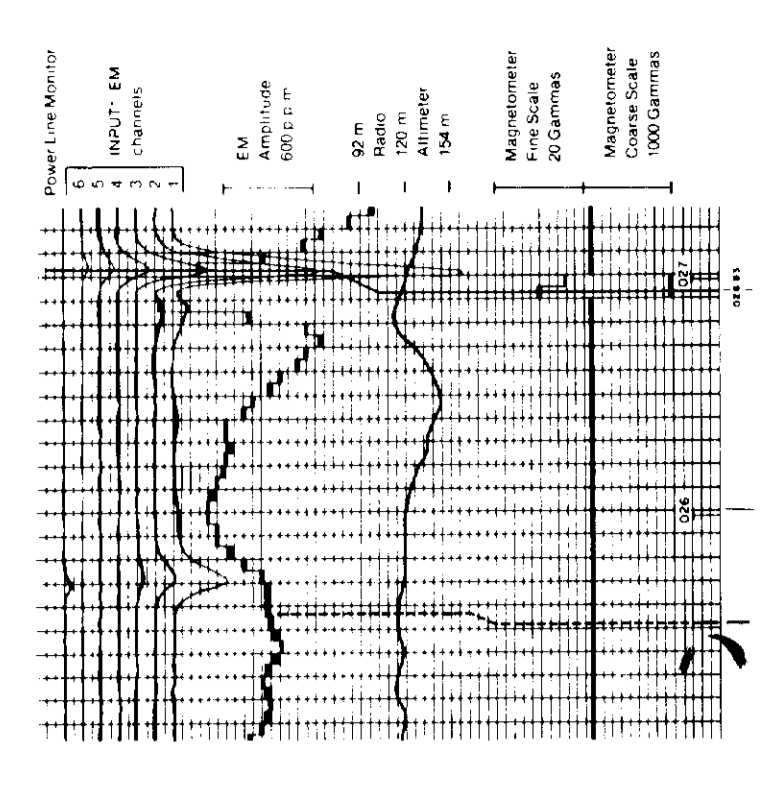 Power Line Monitor
6
5
4
3
2
1
INPUT- EM
channels
EM
Amplitude
600 p.p.m
92 m
Radio
120 m
Altimeter
154 m
Magnetometer
Fine Scale
20 Gammas
Magnetometer
Coarse Scale
1000 Gammas
026
027